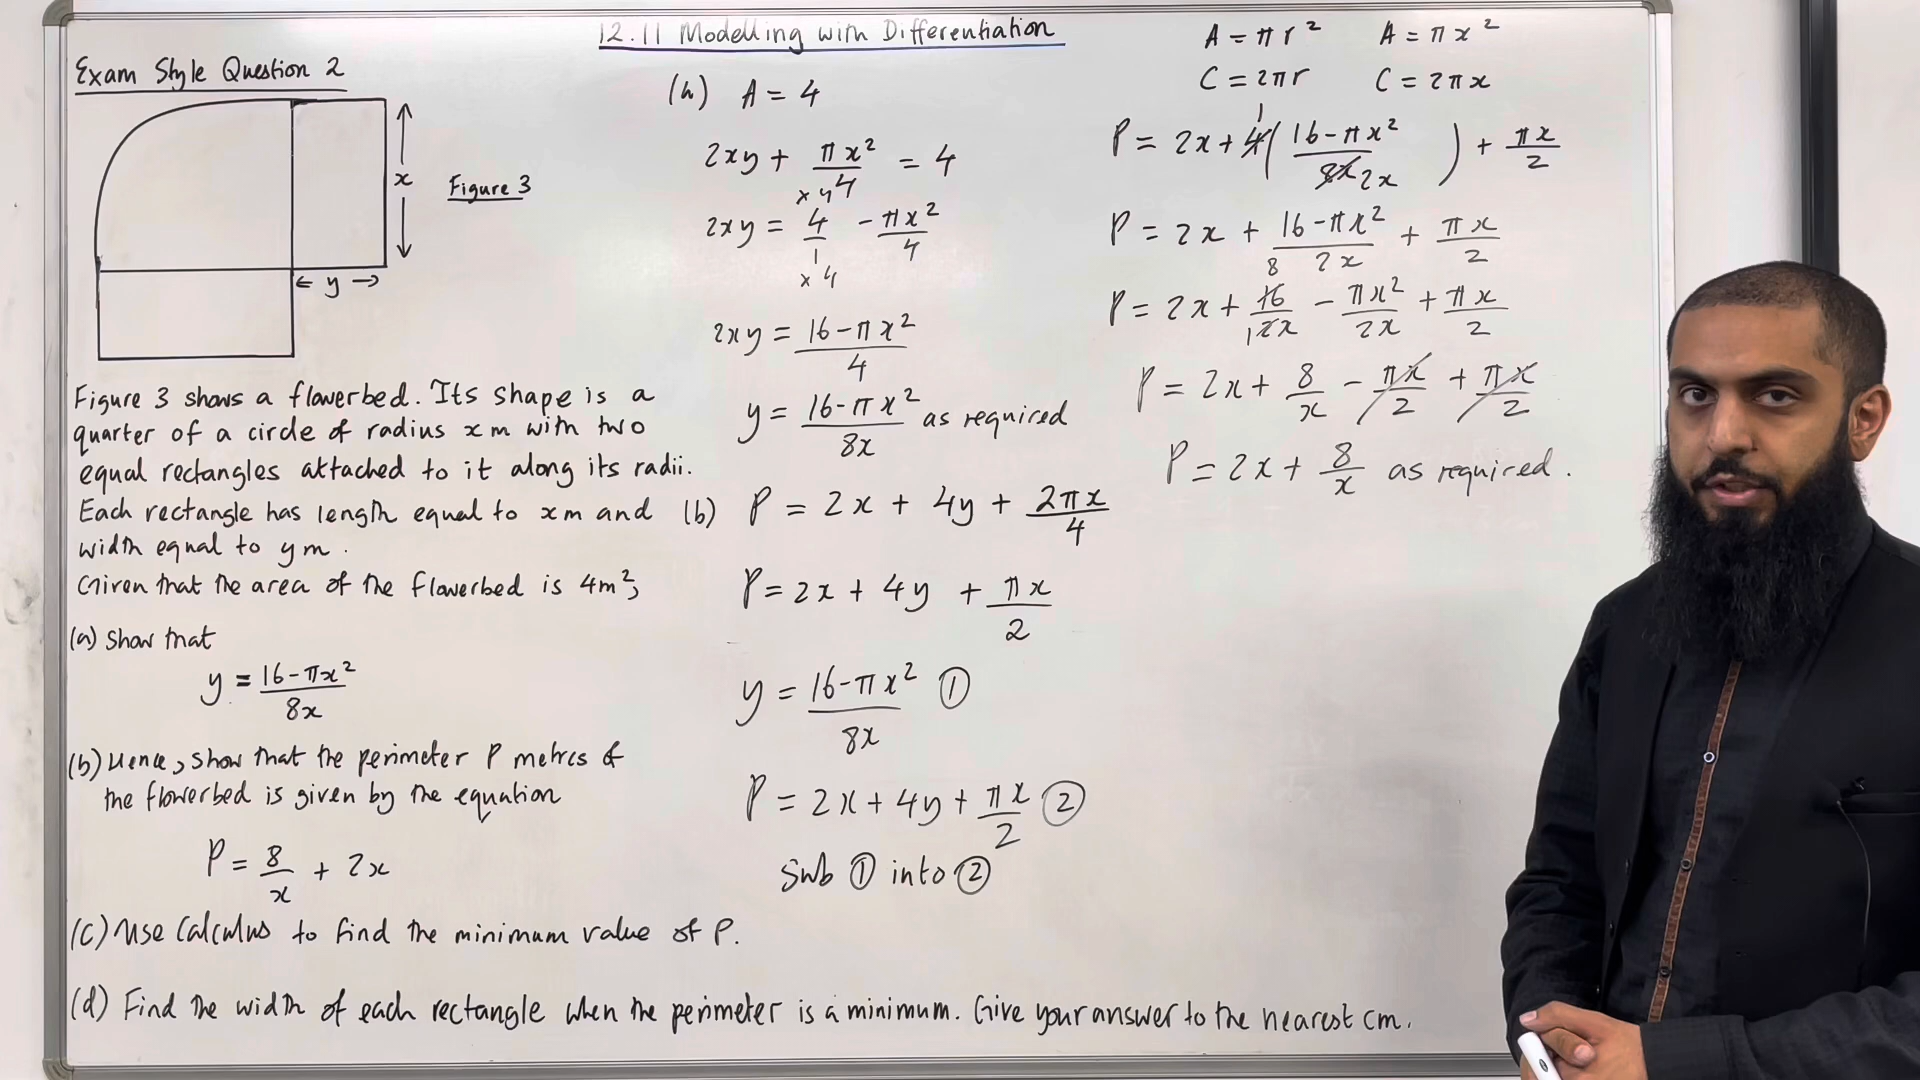 12.11 Modelling with Differentiation
Exam Style Question 2
x
Figure 3
← y →
Figure 3 shows a flowerbed. Its shape is a
quarter of a circle of radius x m with two
equal rectangles attached to it along its radii.
Each rectangle has length equal to x m and
width equal to y m.
Given that the area of the flowerbed is 4m²,
(a) Show that
y = 16-πx² / 8x
(b) Hence, show that the perimeter P metres of
the flowerbed is given by the equation
P = 8/x + 2x
(c) Use Calculus to find the minimum value of P.
(d) Find the width of each rectangle when the perimeter is a minimum. Give your answer to the nearest cm.
(a) A = 4
2xy + πx²/4 = 4
×4
2xy = 4/1 - πx²/4
×4
2xy = 16-πx² / 4
y = 16-πx² / 8x as required
(b) P = 2x + 4y + 2πx/4
P = 2x + 4y + πx/2
y = 16-πx² / 8x ①
P = 2x + 4y + πx/2 ②
Sub ① into ②
A = πr² A = πx²
C = 2πr C = 2πx
1
P = 2x + 4( 16-πx² / 8x 2x ) + πx/2
P = 2x + 16-πx² / 2x + πx/2
8
P = 2x + 16/2x - πx²/2x + πx/2
1
P = 2x + 8/x - πx/2 + πx/2
P = 2x + 8/x as required.